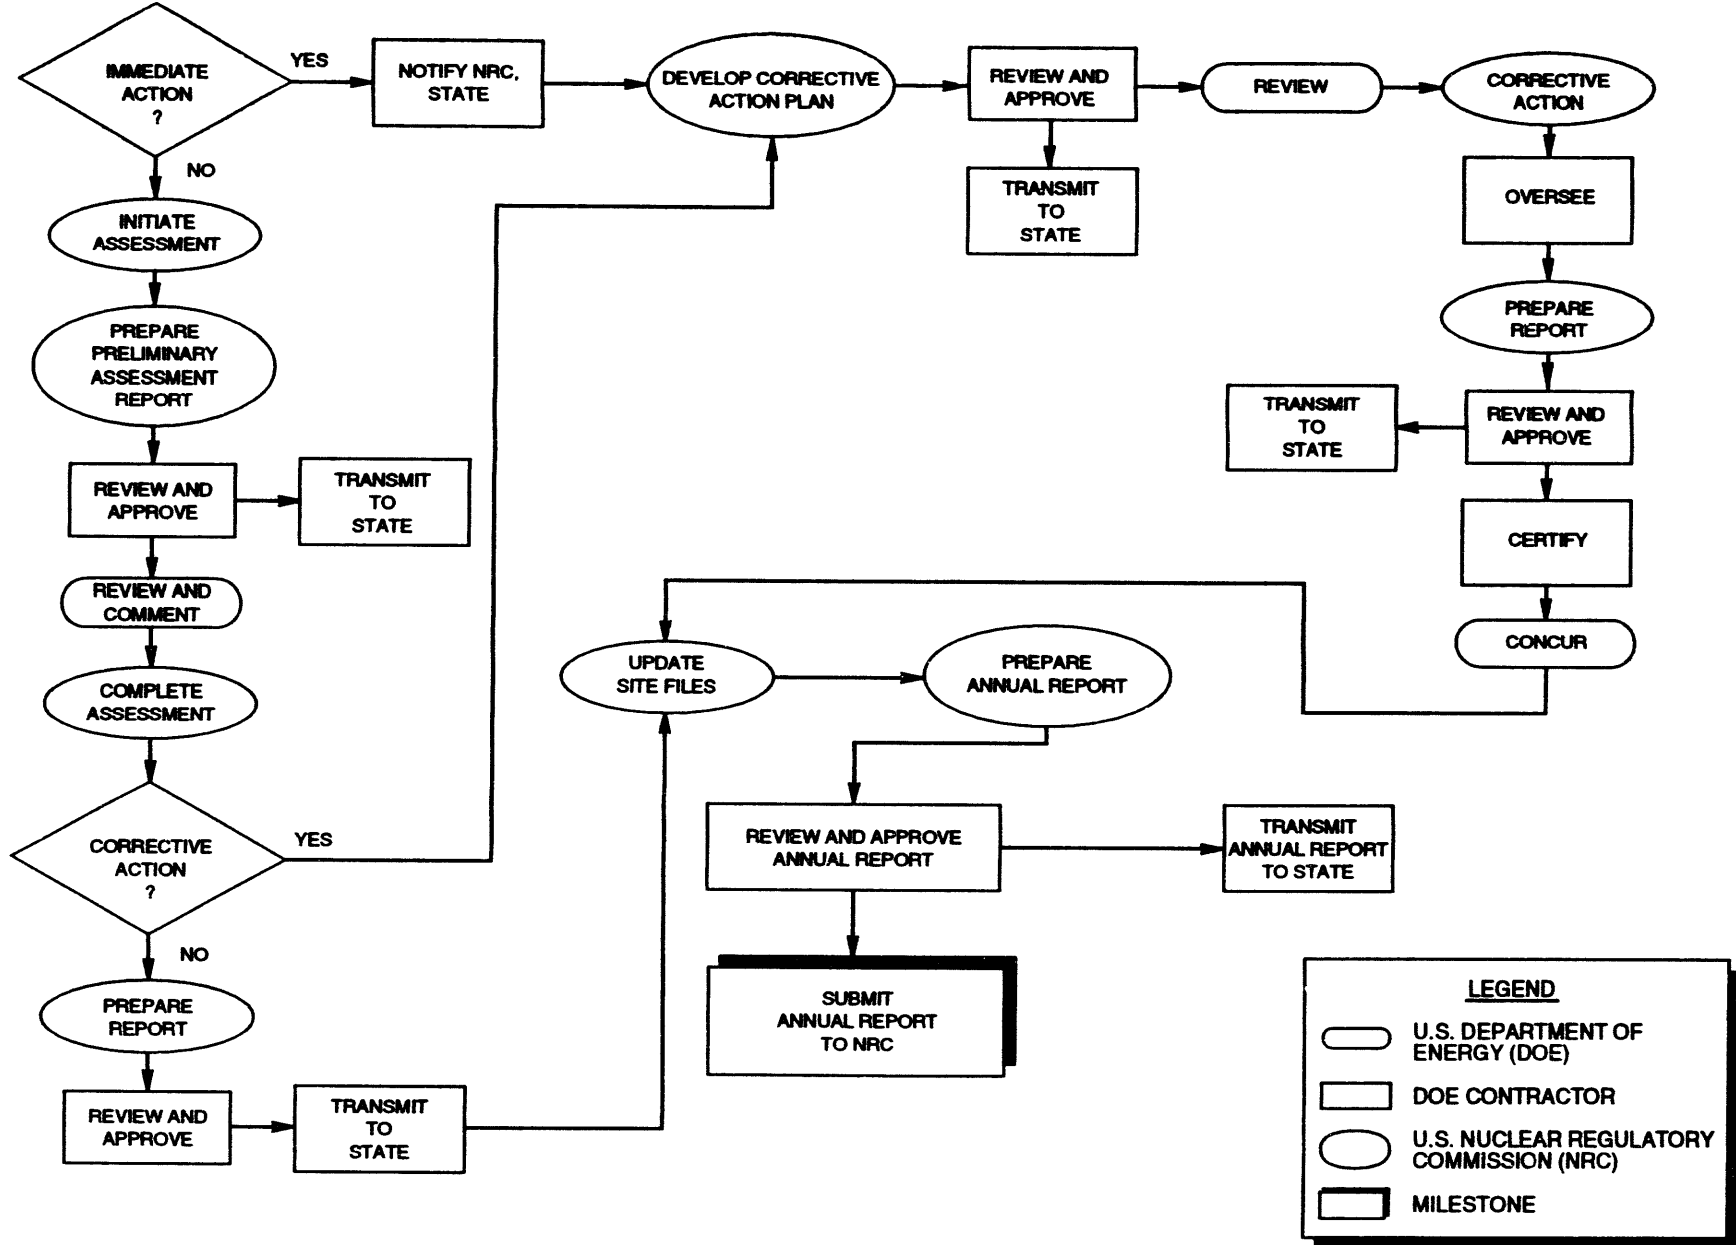 IMMEDIATE
ACTION
?
YES
NOTIFY NRC,
STATE
DEVELOP CORRECTIVE
ACTION PLAN
REVIEW AND
APPROVE
REVIEW
CORRECTIVE
ACTION
NO
TRANSMIT
TO
STATE
OVERSEE
INITIATE
ASSESSMENT
PREPARE
REPORT
PREPARE
PRELIMINARY
ASSESSMENT
REPORT
TRANSMIT
TO
STATE
REVIEW AND
APPROVE
REVIEW AND
APPROVE
TRANSMIT
TO
STATE
CERTIFY
REVIEW AND
COMMENT
CONCUR
UPDATE
SITE FILES
PREPARE
ANNUAL REPORT
COMPLETE
ASSESSMENT
CORRECTIVE
ACTION
?
YES
REVIEW AND APPROVE
ANNUAL REPORT
TRANSMIT
ANNUAL REPORT
TO STATE
NO
PREPARE
REPORT
SUBMIT
ANNUAL REPORT
TO NRC
REVIEW AND
APPROVE
TRANSMIT
TO
STATE
LEGEND
U.S. DEPARTMENT OF
ENERGY (DOE)
DOE CONTRACTOR
U.S. NUCLEAR REGULATORY
COMMISSION (NRC)
MILESTONE